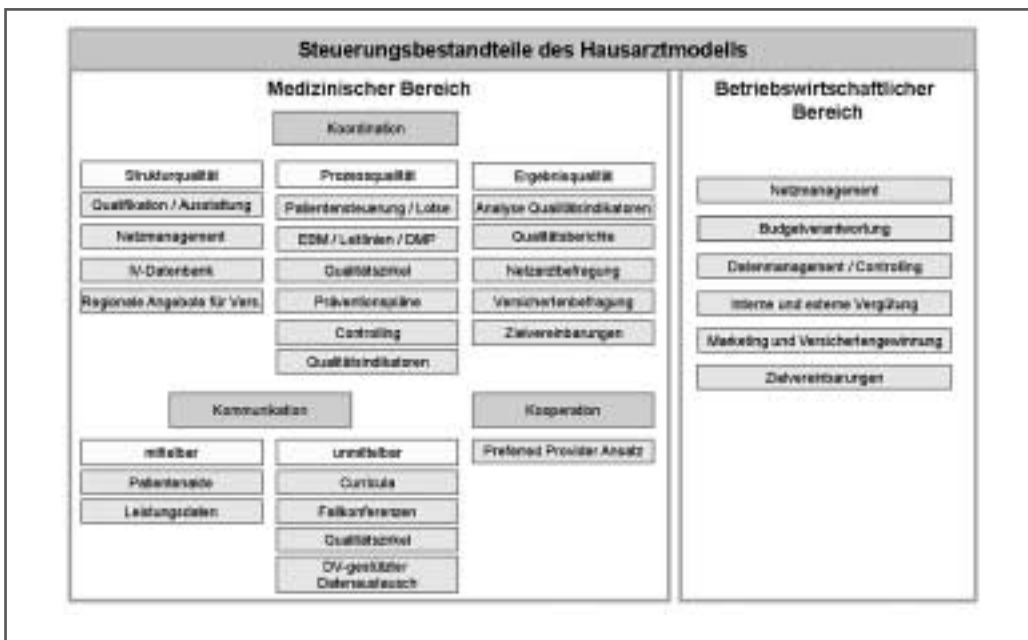 Steuerungsbestandteile des Hausarztmodells
Medizinischer Bereich
Koordination
Strukturqualität
Qualifikation / Ausstattung
Netzmanagement
IV-Datenbank
Regionale Angebote für Vers.
Prozessqualität
Patientensteuerung / Lotse
EBM / Leitlinien / DMP
Qualitätszirkel
Präventionspläne
Controlling
Qualitätsindikatoren
Ergebnisqualität
Analyse Qualitätsindikatoren
Qualitätsberichte
Netzarztbefragung
Versichertenbefragung
Zielvereinbarungen
Kommunikation
mittelbar
Patientenakte
Leistungsdaten
unmittelbar
Curricula
Fallkonferenzen
Qualitätszirkel
DV-gestützter
Datenaustausch
Kooperation
Preferred Provider Ansatz
Betriebswirtschaftlicher
Bereich
Netzmanagement
Budgetverantwortung
Datenmanagement / Controlling
Interne und externe Vergütung
Marketing und Versichertengewinnung
Zielvereinbarungen